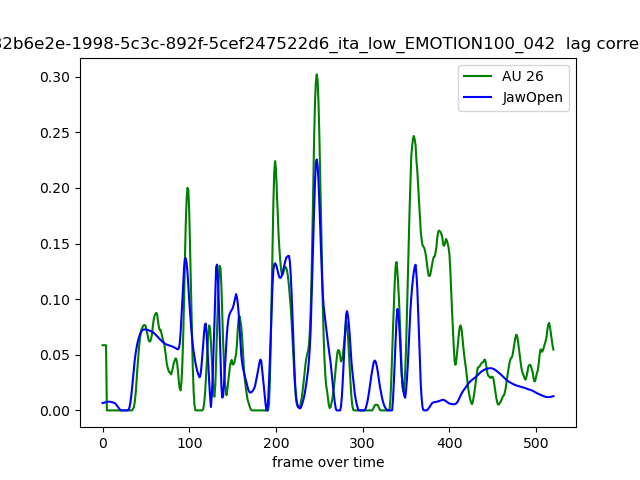 32b6e2e-1998-5c3c-892f-5cef247522d6_ita_low_EMOTION100_042 lag corre
AU 26
JawOpen
0.30
0.25
0.20
0.15
0.10
0.05
0.00
0 100 200 300 400 500
frame over time